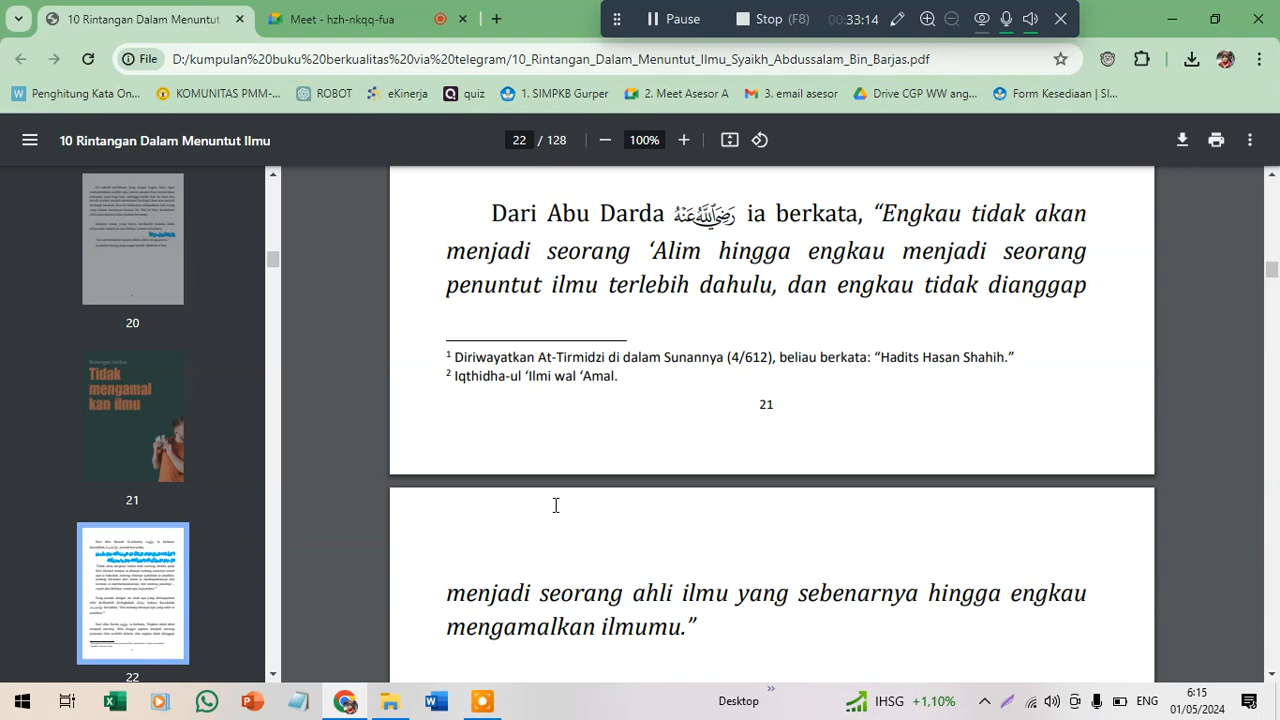 10 Rintangan Dalam Menuntut
Meet - hzh-nkqq-fua
Pause
Stop (F8)
00:33:14
File
D:/kumpulan%20buku%20berkualitas%20via%20telegram/10_Rintangan_Dalam_Menuntut_Ilmu_Syaikh_Abdussalam_Bin_Barjas.pdf
Penghitung Kata On...
KOMUNITAS PMM-...
ROBOT
eKinerja
quiz
1. SIMPKB Gurper
2. Meet Asesor A
3. email asesor
Drive CGP WW ang...
Form Kesediaan | SI...
10 Rintangan Dalam Menuntut Ilmu
22 / 128
100%
20
Tidak
mengamal
kan ilmu
21
22
Dari Abu Darda رضي الله عنه ia berkata, “Engkau tidak akan
menjadi seorang ‘Alim hingga engkau menjadi seorang
penuntut ilmu terlebih dahulu, dan engkau tidak dianggap
1 Diriwayatkan At Tirmidzi di dalam Sunannya (4/612), beliau berkata: “Hadits Hasan Shahih.”
2 Iqthidha-ul ‘Ilmi wal ‘Amal.
21
menjadi seorang ahli ilmu yang sebenarnya hingga engkau
mengamalkan ilmumu.”
Desktop
IHSG +1,10%
ENG
6:15
01/05/2024